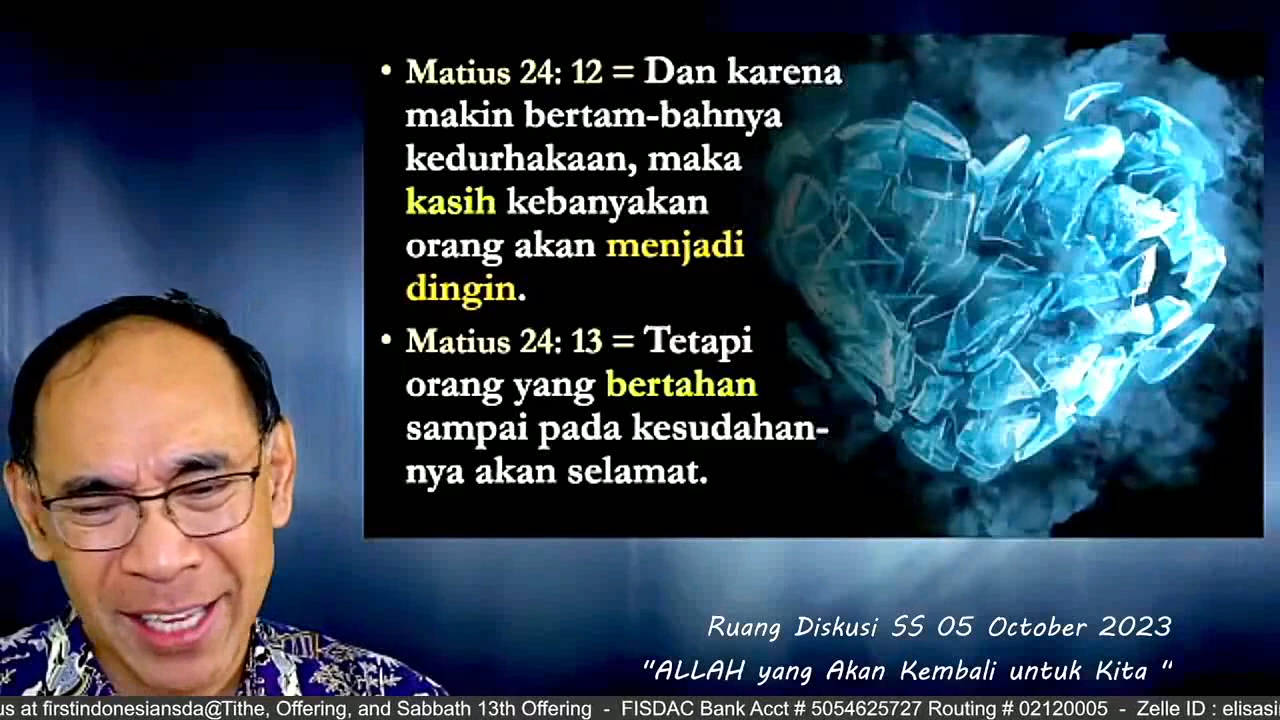 • Matius 24: 12 = Dan karena
makin bertam-bahnya
kedurhakaan, maka
kasih kebanyakan
orang akan menjadi
dingin.
• Matius 24: 13 = Tetapi
orang yang bertahan
sampai pada kesudahan-
nya akan selamat.
Ruang Diskusi SS 05 October 2023
"ALLAH yang Akan Kembali untuk Kita "
us at firstindonesiansda@Tithe, Offering, and Sabbath 13th Offering - FISDAC Bank Acct # 5054625727 Routing # 02120005 - Zelle ID : elisasi